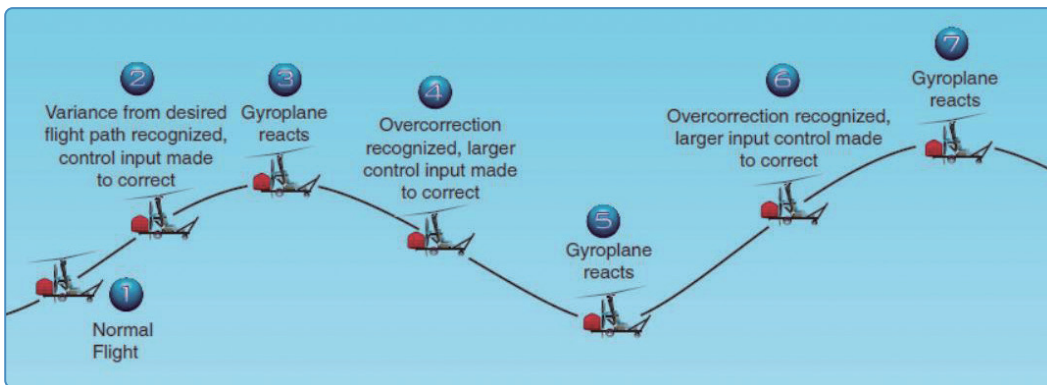 1
Normal
Flight
2
Variance from desired
flight path recognized,
control input made
to correct
3
Gyroplane
reacts
4
Overcorrection
recognized, larger
control input made
to correct
5
Gyroplane
reacts
6
Overcorrection recognized,
larger input control made
to correct
7
Gyroplane
reacts